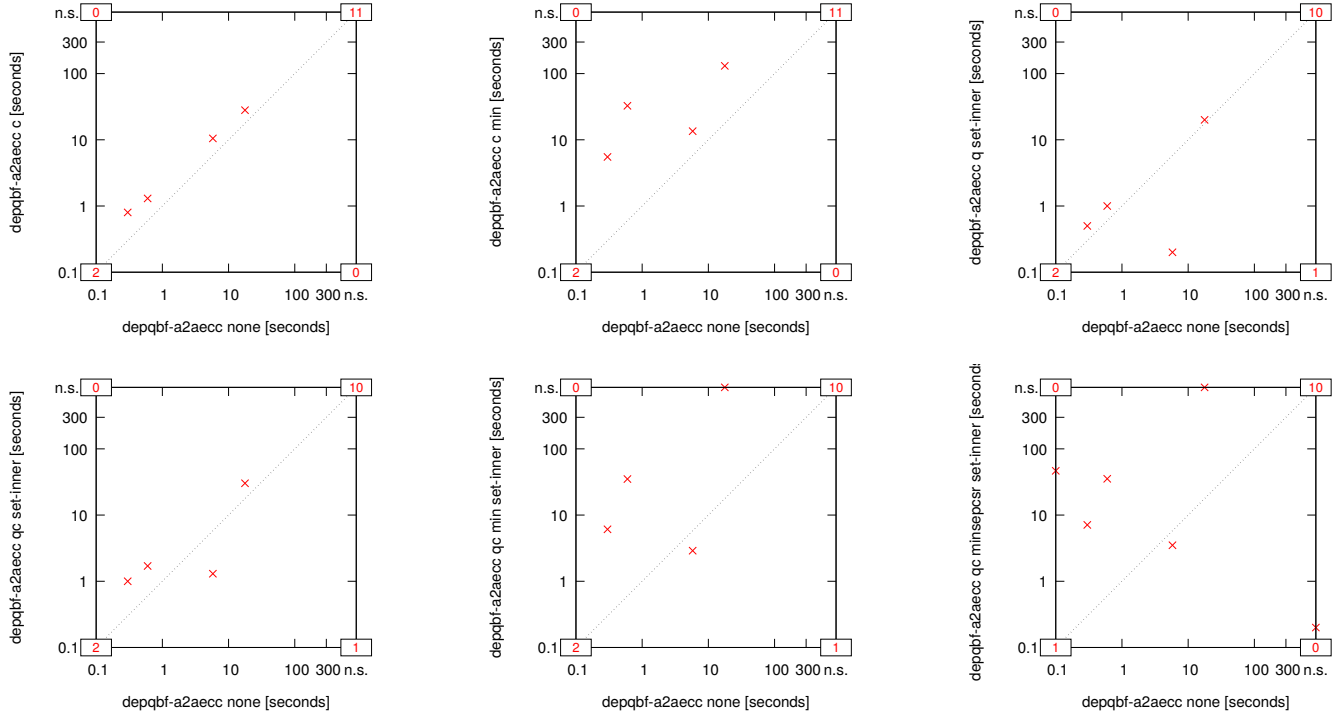 n.s. 0 11
300
100
10
1
0.1 2 0
0.1 1 10 100 300 n.s.
depqbf-a2aecc none [seconds]
depqbf-a2aecc c [seconds]
n.s. 0 11
300
100
10
1
0.1 2 0
0.1 1 10 100 300 n.s.
depqbf-a2aecc none [seconds]
depqbf-a2aecc c min [seconds]
n.s. 0 10
300
100
10
1
0.1 2 1
0.1 1 10 100 300 n.s.
depqbf-a2aecc none [seconds]
depqbf-a2aecc q set-inner [seconds]
n.s. 0 10
300
100
10
1
0.1 2 1
0.1 1 10 100 300 n.s.
depqbf-a2aecc none [seconds]
depqbf-a2aecc qc set-inner [seconds]
n.s. 0 10
300
100
10
1
0.1 2 1
0.1 1 10 100 300 n.s.
depqbf-a2aecc none [seconds]
depqbf-a2aecc qc min set-inner [seconds]
n.s. 0 10
300
100
10
1
0.1 1 0
0.1 1 10 100 300 n.s.
depqbf-a2aecc none [seconds]
depqbf-a2aecc qc minsepcsr set-inner [second